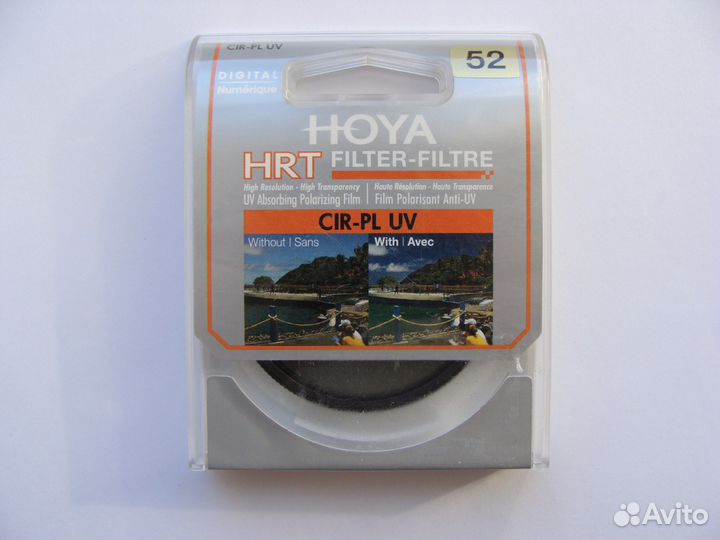 CIR-PL UV
52
DIGITAL
Numérique
HOYA
HRT FILTER-FILTRE
High Resolution - High Transparency
UV Absorbing Polarizing Film
Haute Résolution - Haute Transparence
Film Polarisant Anti-UV
CIR-PL UV
Without | Sans
With | Avec
Avito